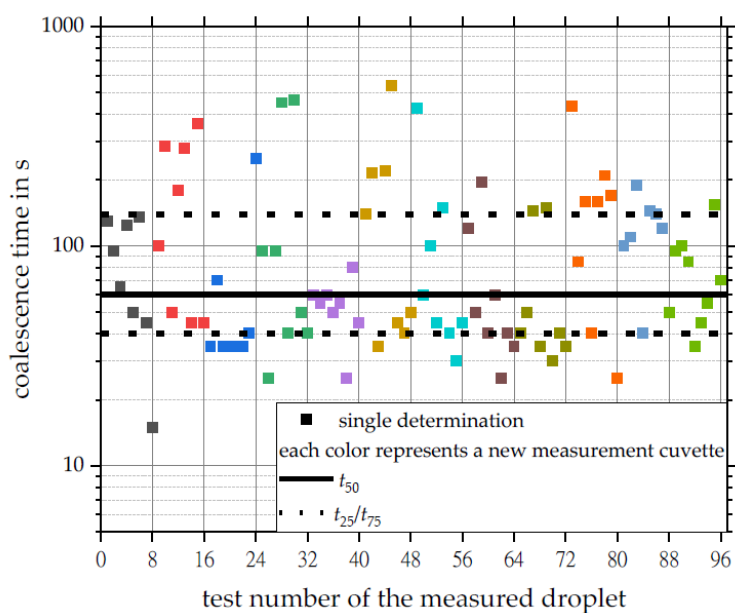 1000
100
10
coalescence time in s
single determination
each color represents a new measurement cuvette
t50
t25/t75
0 8 16 24 32 40 48 56 64 72 80 88 96
test number of the measured droplet